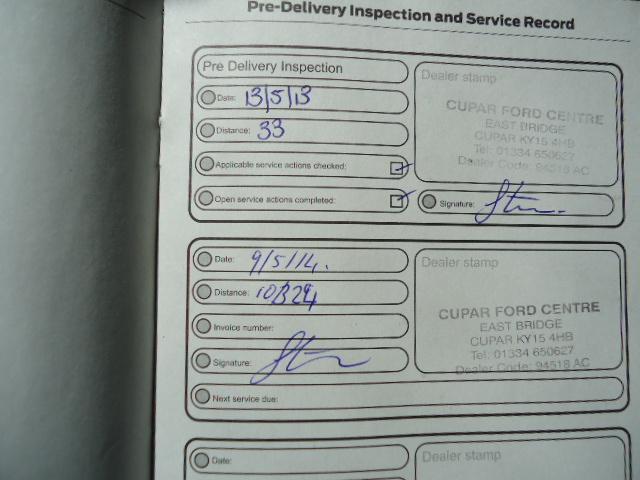 Pre-Delivery Inspection and Service Record
Pre Delivery Inspection
Date: 13/5/13
Distance: 33
Applicable service actions checked:
Open service actions completed:
Dealer stamp
CUPAR FORD CENTRE
EAST BRIDGE
CUPAR KY15 4HB
Tel: 01334 650627
Dealer Code: 94518 AC
Signature:
Date: 9/5/14.
Distance:
Invoice number:
Signature:
Next service due:
Dealer stamp
CUPAR FORD CENTRE
EAST BRIDGE
CUPAR KY15 4HB
Tel: 01334 650627
Dealer Code: 94518 AC
Date:
Dealer stamp